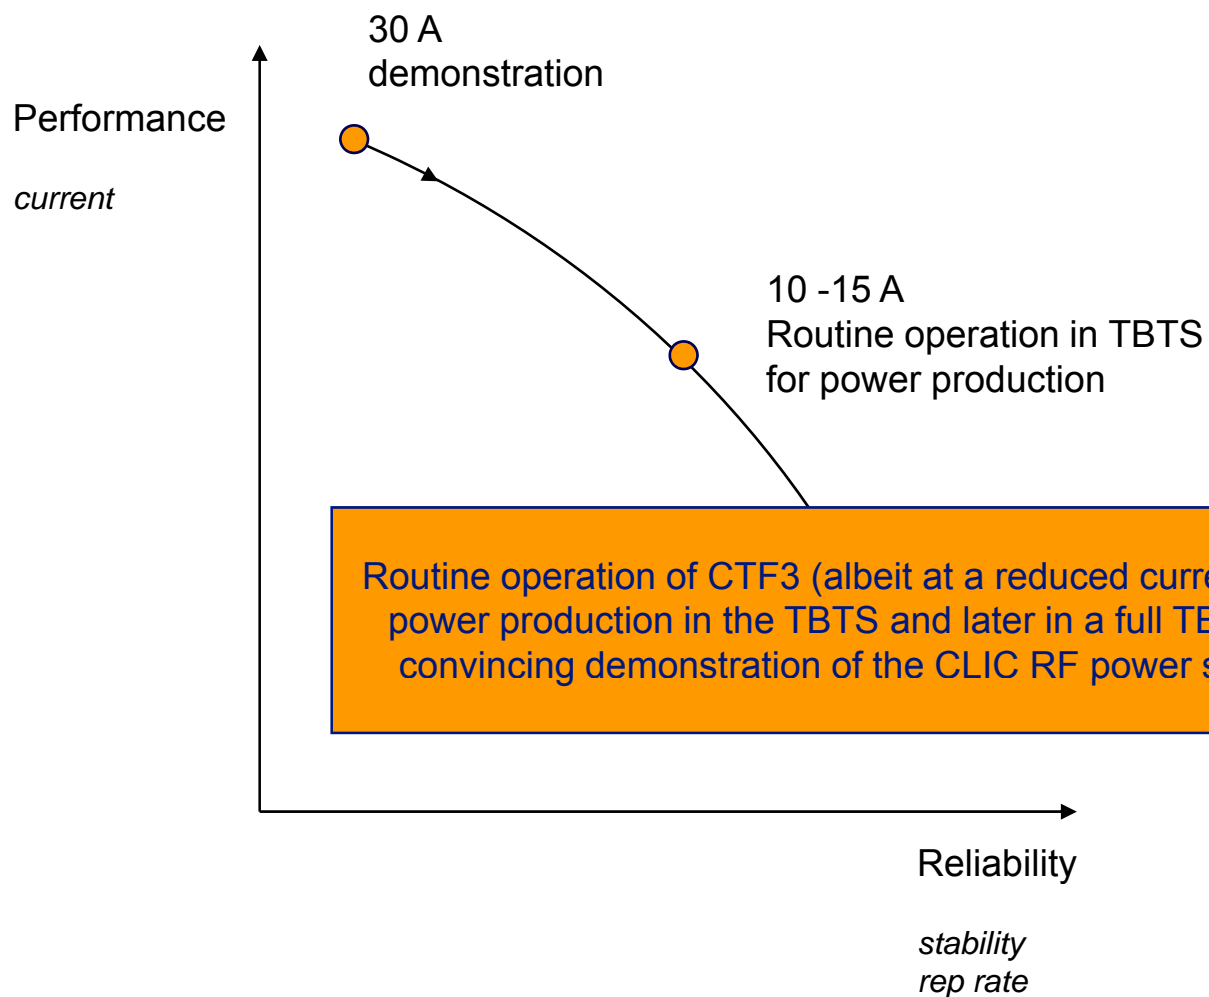 30 A
demonstration
Performance
current
10 -15 A
Routine operation in TBTS
for power production
Routine operation of CTF3 (albeit at a reduced
power production in the TBTS and later in a full
convincing demonstration of the CLIC RF power
Reliability
stability
rep rate